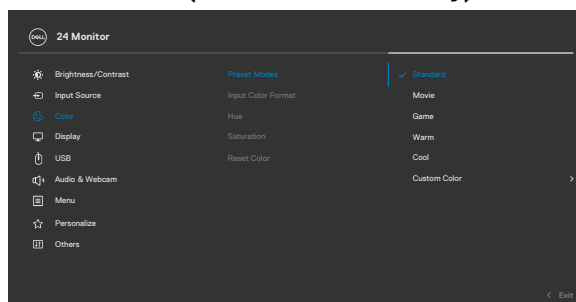 DELL 24 Monitor
Brightness/Contrast Preset Modes Standard
Input Source Input Color Format Movie
Color Hue Game
Display Saturation Warm
USB Reset Color Cool
Audio & Webcam Custom Color
Menu
Personalize
Others
Exit